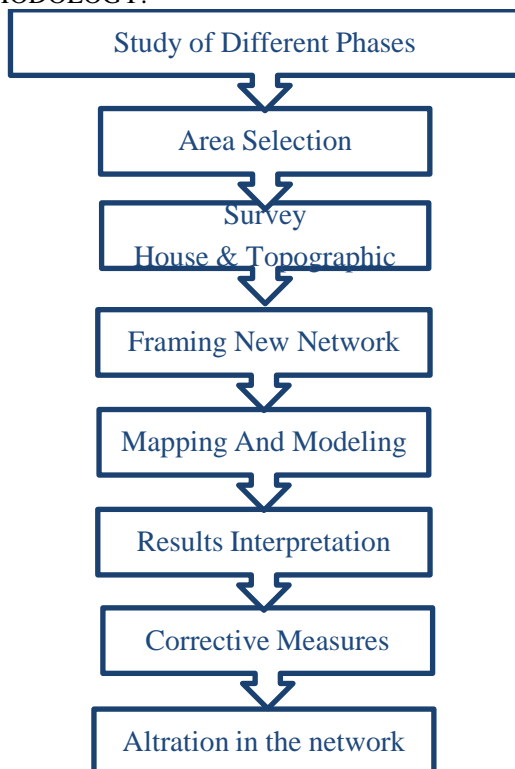 Study of Different Phases
Area Selection
Survey
House & Topographic
Framing New Network
Mapping And Modeling
Results Interpretation
Corrective Measures
Altration in the network